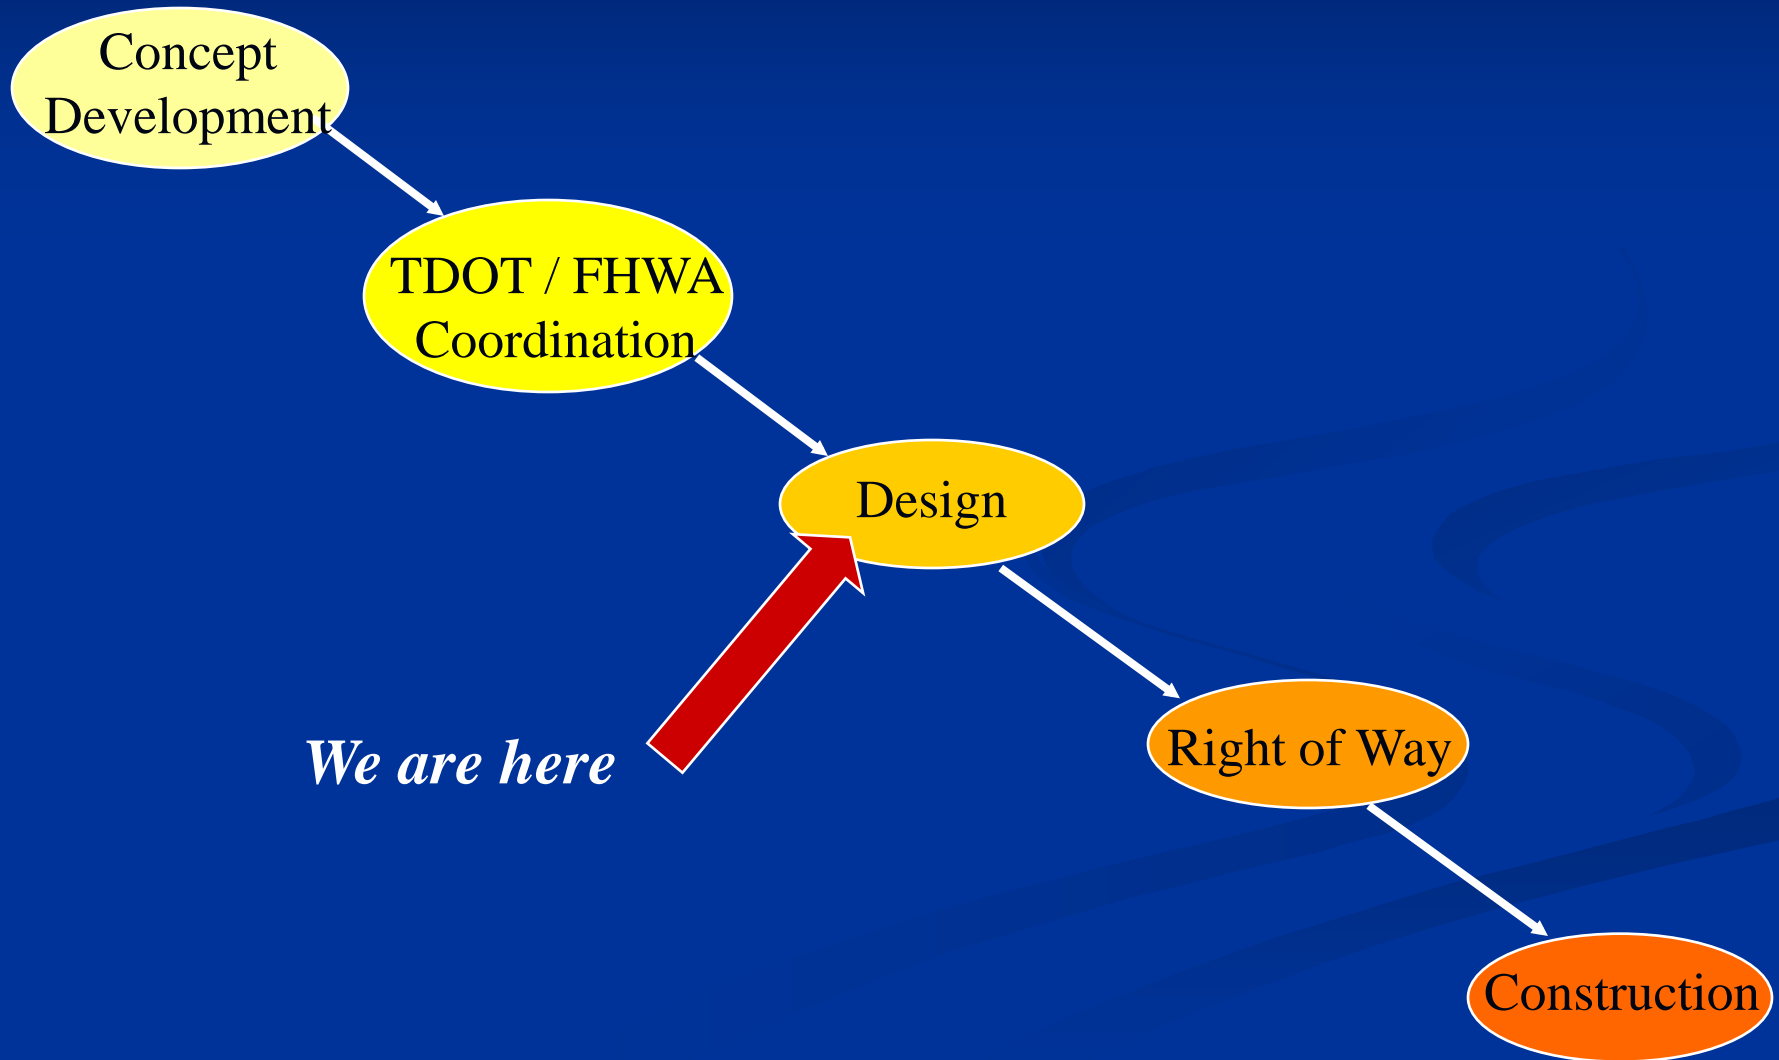 Concept
Development
TDOT / FHWA
Coordination
Design
We are here
Right of Way
Construction